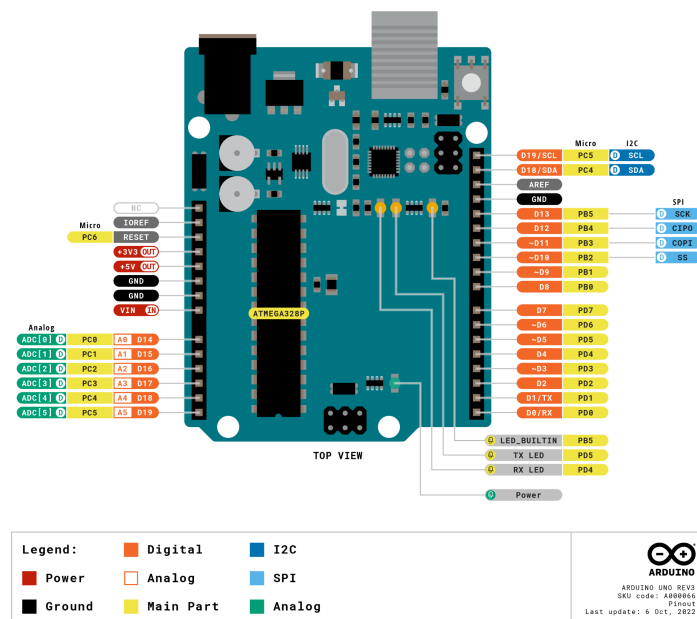 Micro I2C
D19/SCL PC5 D SCL
D18/SDA PC4 D SDA
AREF
GND
SPI
D13 PB5 D SCK
D12 PB4 D CIPO
~D11 PB3 D COPI
~D10 PB2 D SS
~D9 PB1
D8 PB0
D7 PD7
~D6 PD6
~D5 PD5
D4 PD4
~D3 PD3
D2 PD2
D1/TX PD1
D0/RX PD0
NC
IOREF
Micro
PC6 RESET
+3V3 OUT
+5V OUT
GND
GND
VIN IN
Analog
ADC[0] D PC0 A0 D14
ADC[1] D PC1 A1 D15
ADC[2] D PC2 A2 D16
ADC[3] D PC3 A3 D17
ADC[4] D PC4 A4 D18
ADC[5] D PC5 A5 D19
ATMEGA328P
TOP VIEW
LED_BUILTIN PB5
TX LED PD5
RX LED PD4
Power
Legend:
Power
Ground
Digital
Analog
Main Part
I2C
SPI
Analog
ARDUINO
ARDUINO UNO REV3
SKU code: A000066
Pinout
Last update: 6 Oct, 2022